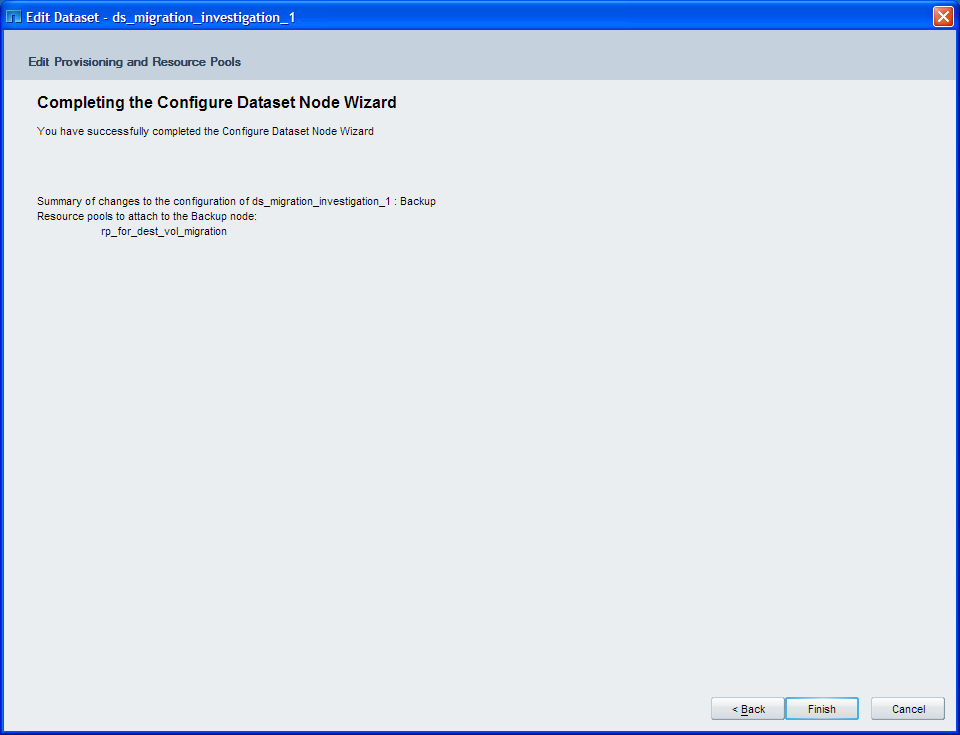 Edit Dataset - ds_migration_investigation_1
Edit Provisioning and Resource Pools
Completing the Configure Dataset Node Wizard
You have successfully completed the Configure Dataset Node Wizard
Summary of changes to the configuration of ds_migration_investigation_1 : Backup
Resource pools to attach to the Backup node:
rp_for_dest_vol_migration
< Back Finish Cancel